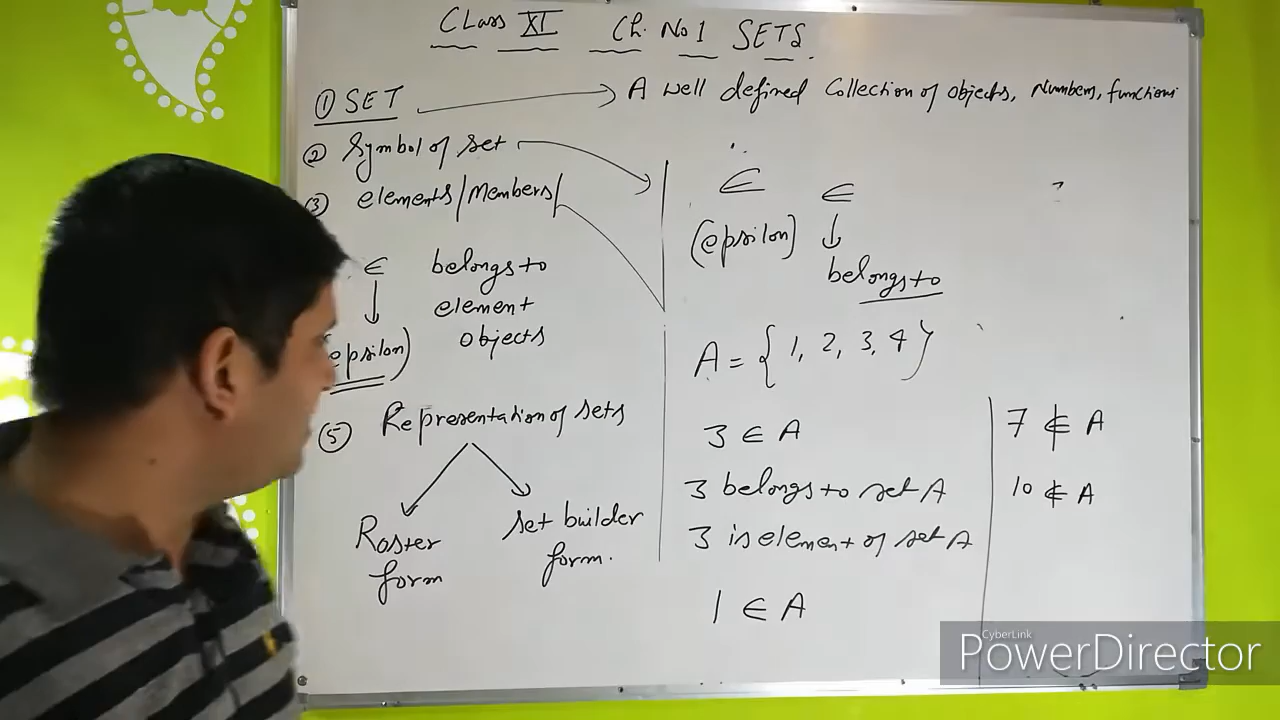 Class XI Ch. No 1 SETS
① SET → A well defined Collection of objects, Numbers, functions
② Symbol of set
③ elements/Members/
∈ belongs to
element
objects
(epsilon)
⑤ Representation of sets
Roster form
set builder form.
∈ ∈
(epsilon) ↓
belongs to
A = { 1, 2, 3, 4 }
3 ∈ A
3 belongs to set A
3 is element of set A
1 ∈ A
7 ∉ A
10 ∉ A
CyberLink
PowerDirector